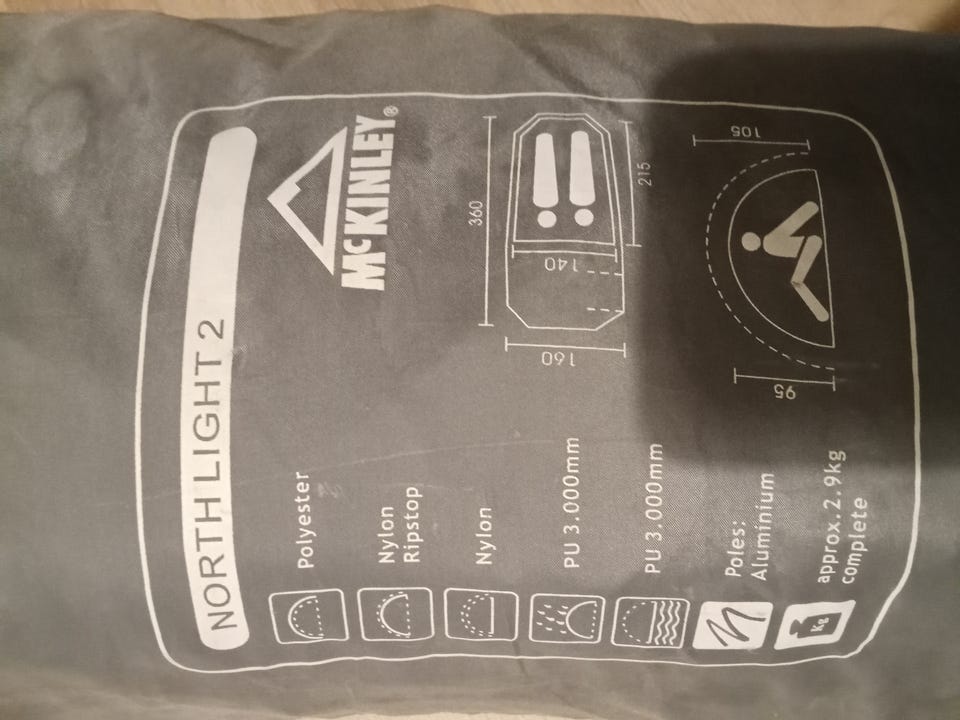 NORTH LIGHT 2
McKINLEY®
Polyester
Nylon
Ripstop
Nylon
PU 3.000mm
PU 3.000mm
Poles:
Aluminium
Kg
approx. 2.9kg
complete
360
215
140
160
105
95